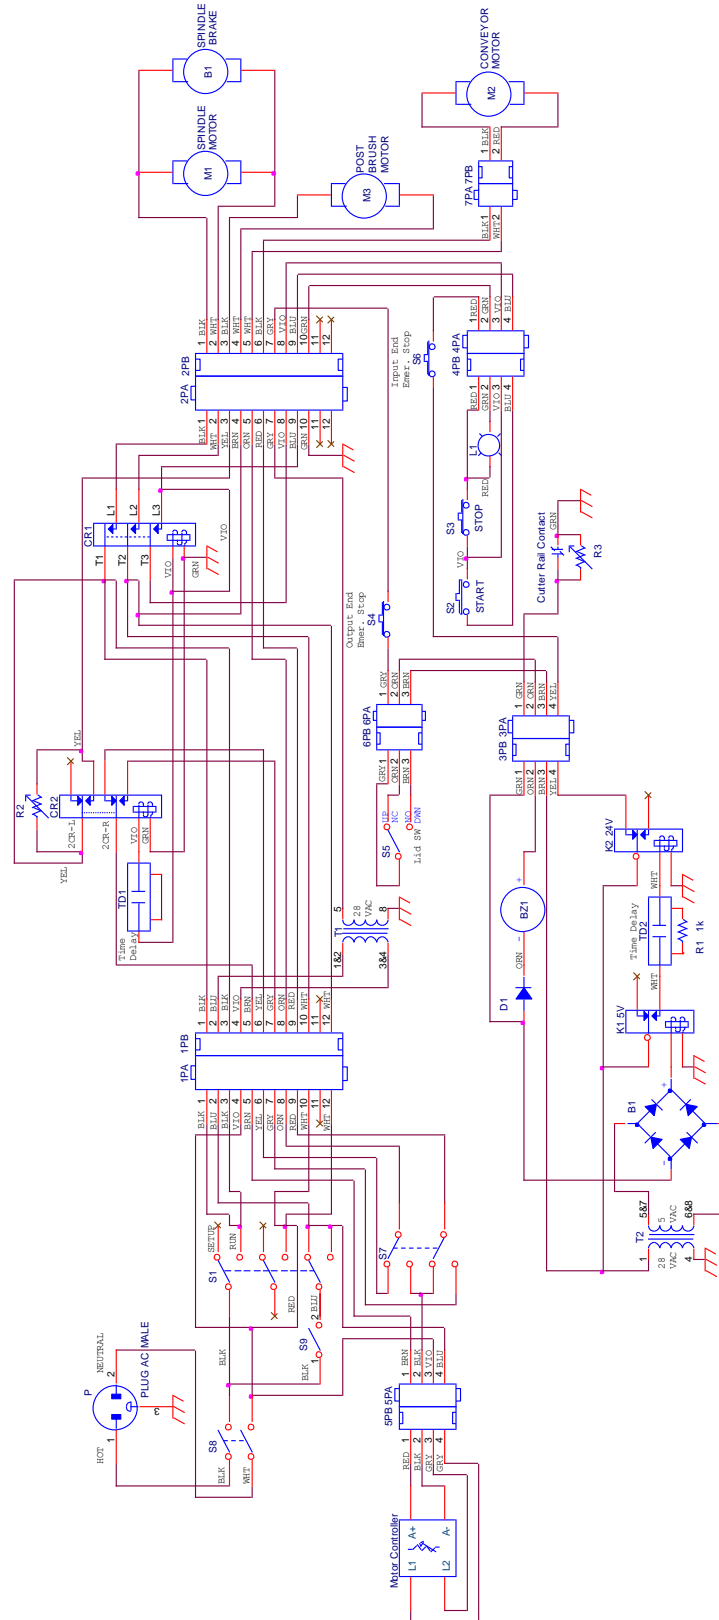 SPINDLE
BRAKE
B1
SPINDLE
MOTOR
M1
POST
BRUSH
MOTOR
M3
CONVEYOR
MOTOR
M2
1 BLK
2 RED
7PA 7PB
BLK 1
WHT 2
1 BLK
2 WHT
3 BLK
4 WHT
5 WHT
6 BLK
7 GRY
8 VIO
9 BLU
10 GRN
11
12
2PA 2PB
BLK 1
WHT 2
YEL 3
BRN 4
ORN 5
RED 6
GRY 7
VIO 8
BLU 9
GRN 10
11
12
Input End
Emer. Stop
S6
1 RED
2 GRN
3 VIO
4 BLU
4PB 4PA
RED 1
GRN 2
VIO 3
BLU 4
L1
RED
S3
STOP
VIO
S2
START
CR1
L1
L2
L3
T1
T2
T3
VIO
GRN
VIO
Output End
Emer. Stop
S4
Cutter Rail Contact
GRN
R3
1 GRY
2 ORN
3 BRN
6PB 6PA
GRY 1
ORN 2
BRN 3
1 GRN
2 ORN
3 BRN
4 YEL
3PB 3PA
GRN 1
ORN 2
BRN 3
YEL 4
YEL
R2
CR2
2CR-L
2CR-R
VIO
GRN
YEL
TD1
Time
Delay
UP
NC
NO
DWN
S5
Lid SW
5
28
VAC
8
T1
1&2
3&4
K2 24V
WHT
Time Delay
TD2
R1 1k
WHT
K1 5V
BZ1
+
-
ORN
D1
1 BLK
2 BLU
3 BLK
4 VIO
5 BRN
6 YEL
7 GRY
8 ORN
9 RED
10 WHT
11
12 WHT
1PA 1PB
BLK 1
BLU 2
BLK 3
VIO 4
BRN 5
YEL 6
GRY 7
ORN 8
RED 9
WHT 10
11
WHT 12
B1
+
-
5&7
5
VAC
6&8
T2
1
28
VAC
4
SETUP
RUN
S1
RED
2 BLU
S9
BLK 1
BLK
S7
PLUG AC MALE
P
NEUTRAL
2
HOT
1
3
S8
BLK
WHT
1 BRN
2 BLK
3 VIO
4 BLU
5PB 5PA
RED 1
BLK 2
GRY 3
GRY 4
Motor Controller
L1 A+
L2 A-